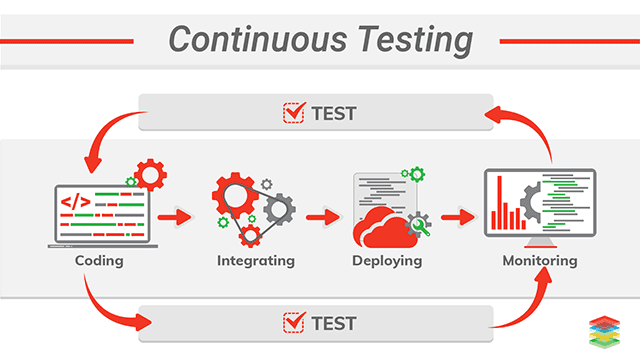 Continuous Testing
TEST
</>
Coding
Integrating
Deploying
Monitoring
TEST